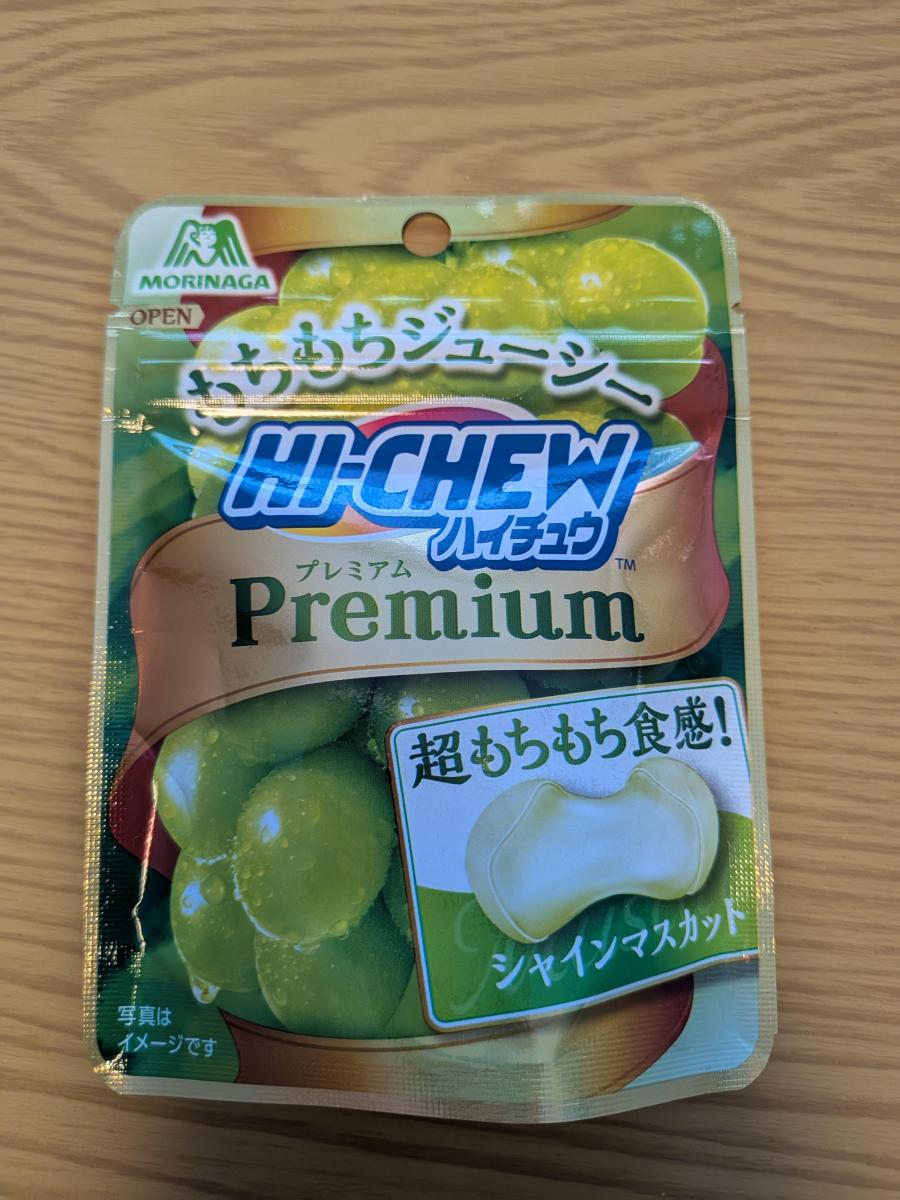 MORINAGA
OPEN
もちもちジューシー
HI-CHEW
ハイチュウ
TM
プレミアム
Premium
超もちもち食感!
シャインマスカット
写真は
イメージです